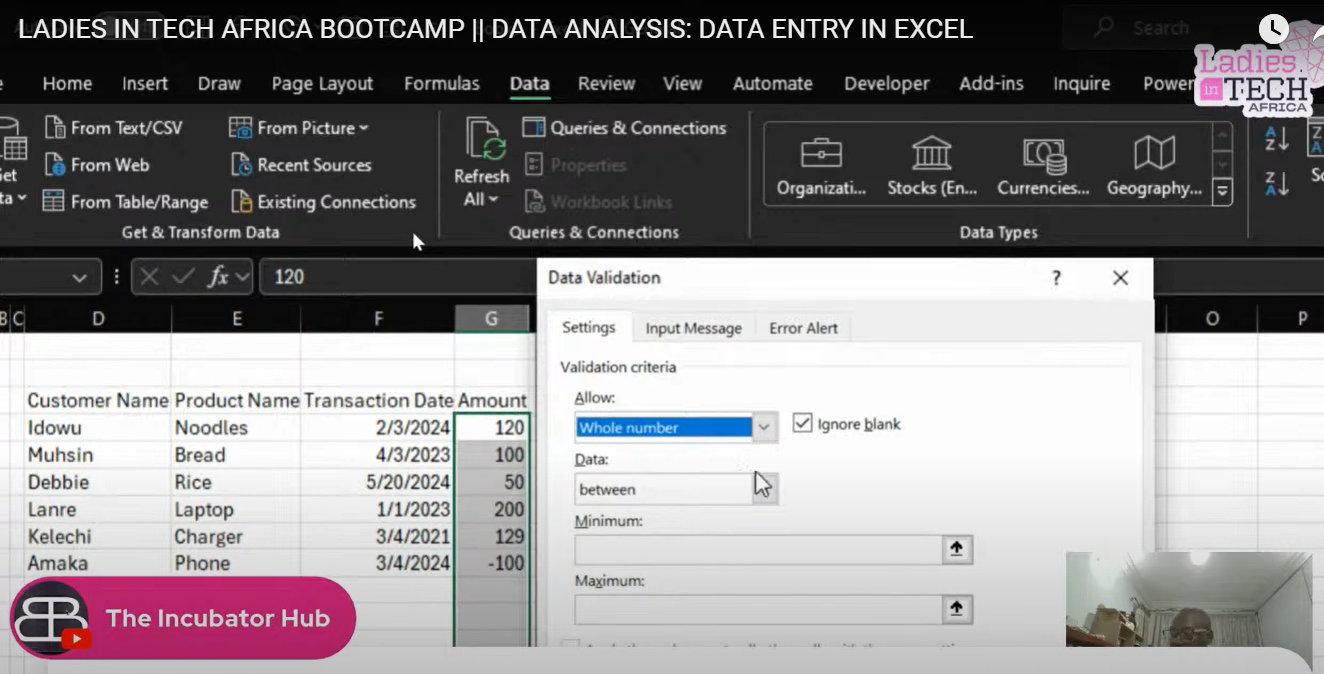 LADIES IN TECH AFRICA BOOTCAMP || DATA ANALYSIS: DATA ENTRY IN EXCEL
Search
Ladies
in TECH
AFRICA
Home Insert Draw Page Layout Formulas Data Review View Automate Developer Add-ins Inquire Power
From Text/CSV From Picture Queries & Connections
From Web Recent Sources Refresh All Properties
From Table/Range Existing Connections Workbook Links
Organizati... Stocks (En... Currencies... Geography...
Get & Transform Data Queries & Connections Data Types
fx 120
Data Validation ?
B C D E F G O P
Settings Input Message Error Alert
Validation criteria
Allow:
Whole number Ignore blank
Data:
between
Minimum:
Maximum:
Customer Name Product Name Transaction Date Amount
Idowu Noodles 2/3/2024 120
Muhsin Bread 4/3/2023 100
Debbie Rice 5/20/2024 50
Lanre Laptop 1/1/2023 200
Kelechi Charger 3/4/2021 129
Amaka Phone 3/4/2024 -100
The Incubator Hub